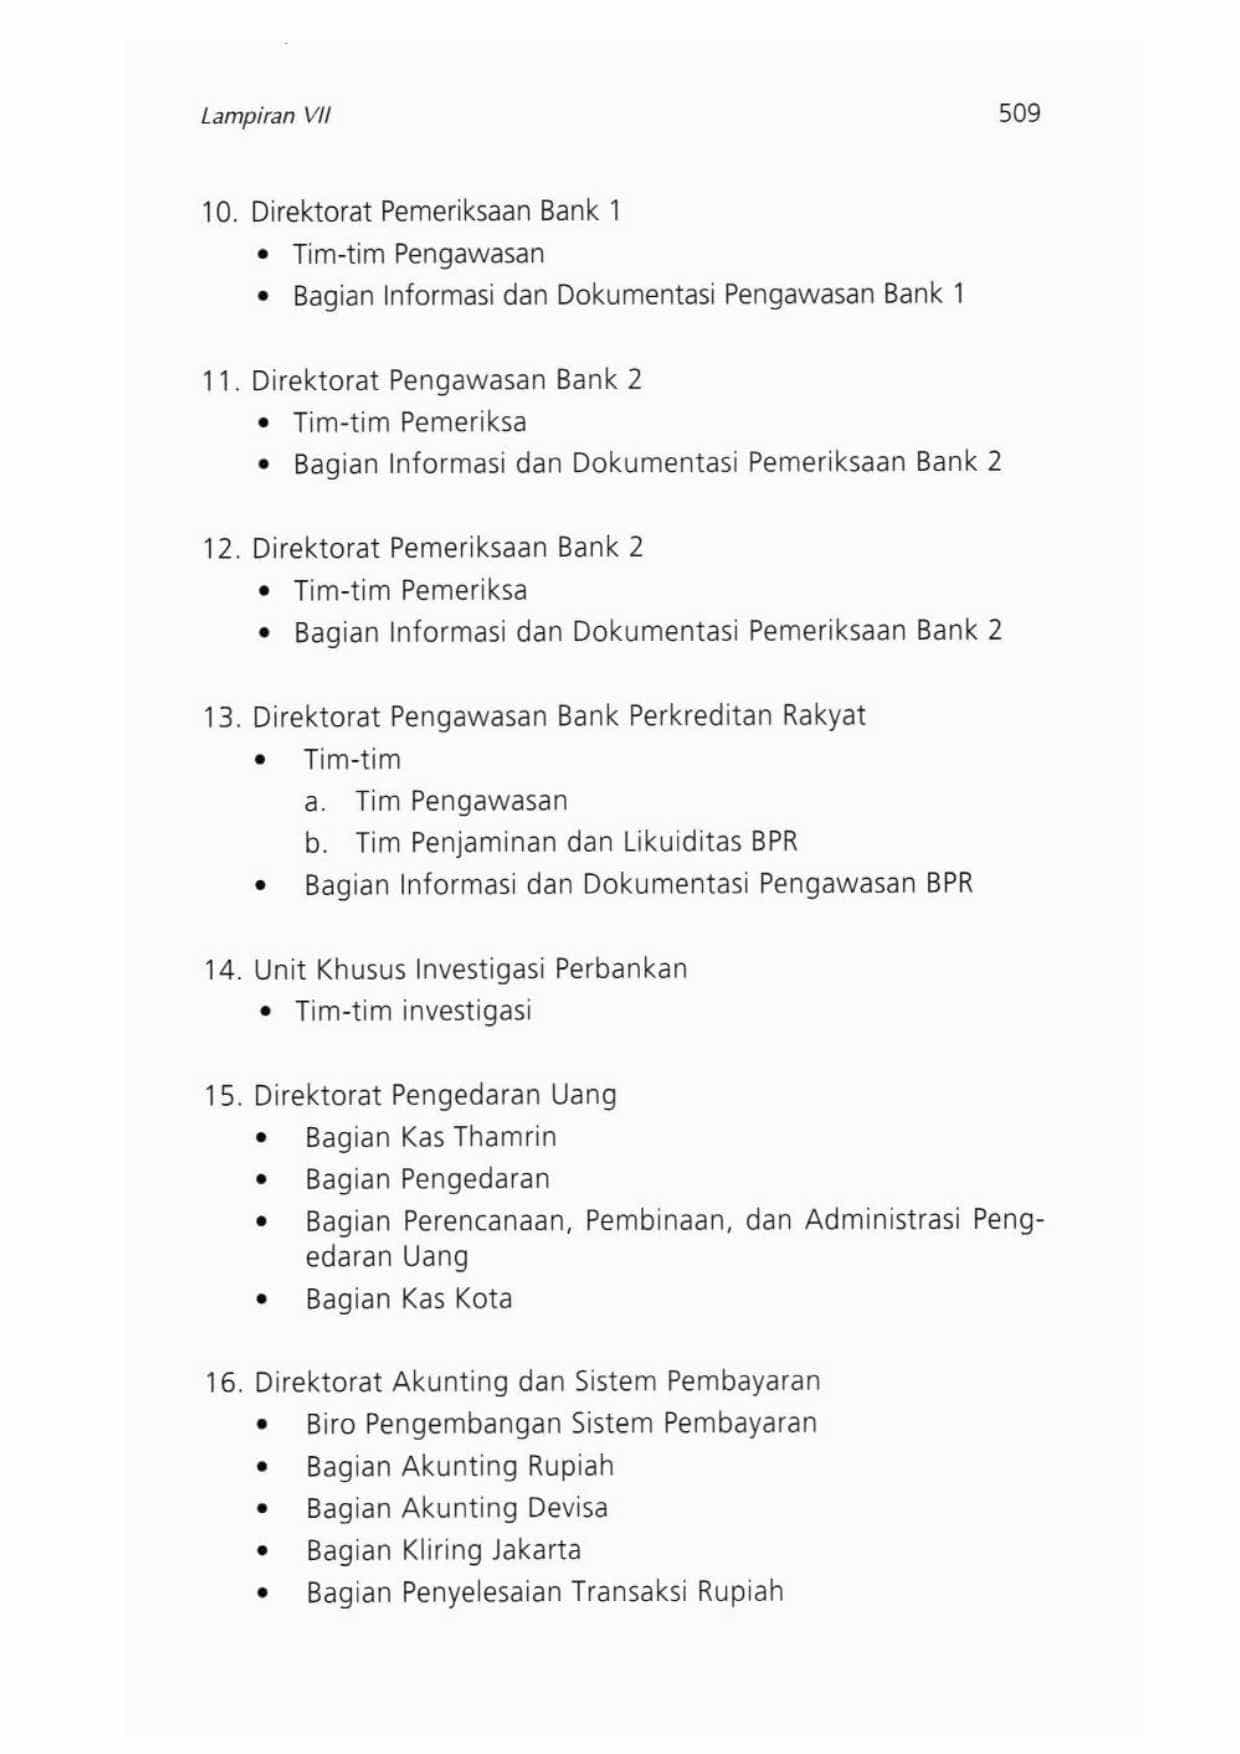 Lampiran VII
509
10. Direktorat Pemeriksaan Bank 1
• Tim-tim Pengawasan
• Bagian Informasi dan Dokumentasi Pengawasan Bank 1
11. Direktorat Pengawasan Bank 2
• Tim-tim Pemeriksa
• Bagian Informasi dan Dokumentasi Pemeriksaan Bank 2
12. Direktorat Pemeriksaan Bank 2
• Tim-tim Pemeriksa
• Bagian Informasi dan Dokumentasi Pemeriksaan Bank 2
13. Direktorat Pengawasan Bank Perkreditan Rakyat
• Tim-tim
a. Tim Pengawasan
b. Tim Penjaminan dan Likuiditas BPR
• Bagian Informasi dan Dokumentasi Pengawasan BPR
14. Unit Khusus Investigasi Perbankan
• Tim-tim investigasi
15. Direktorat Pengedaran Uang
• Bagian Kas Thamrin
• Bagian Pengedaran
• Bagian Perencanaan, Pembinaan, dan Administrasi Peng-
edaran Uang
• Bagian Kas Kota
16. Direktorat Akunting dan Sistem Pembayaran
• Biro Pengembangan Sistem Pembayaran
• Bagian Akunting Rupiah
• Bagian Akunting Devisa
• Bagian Kliring Jakarta
• Bagian Penyelesaian Transaksi Rupiah